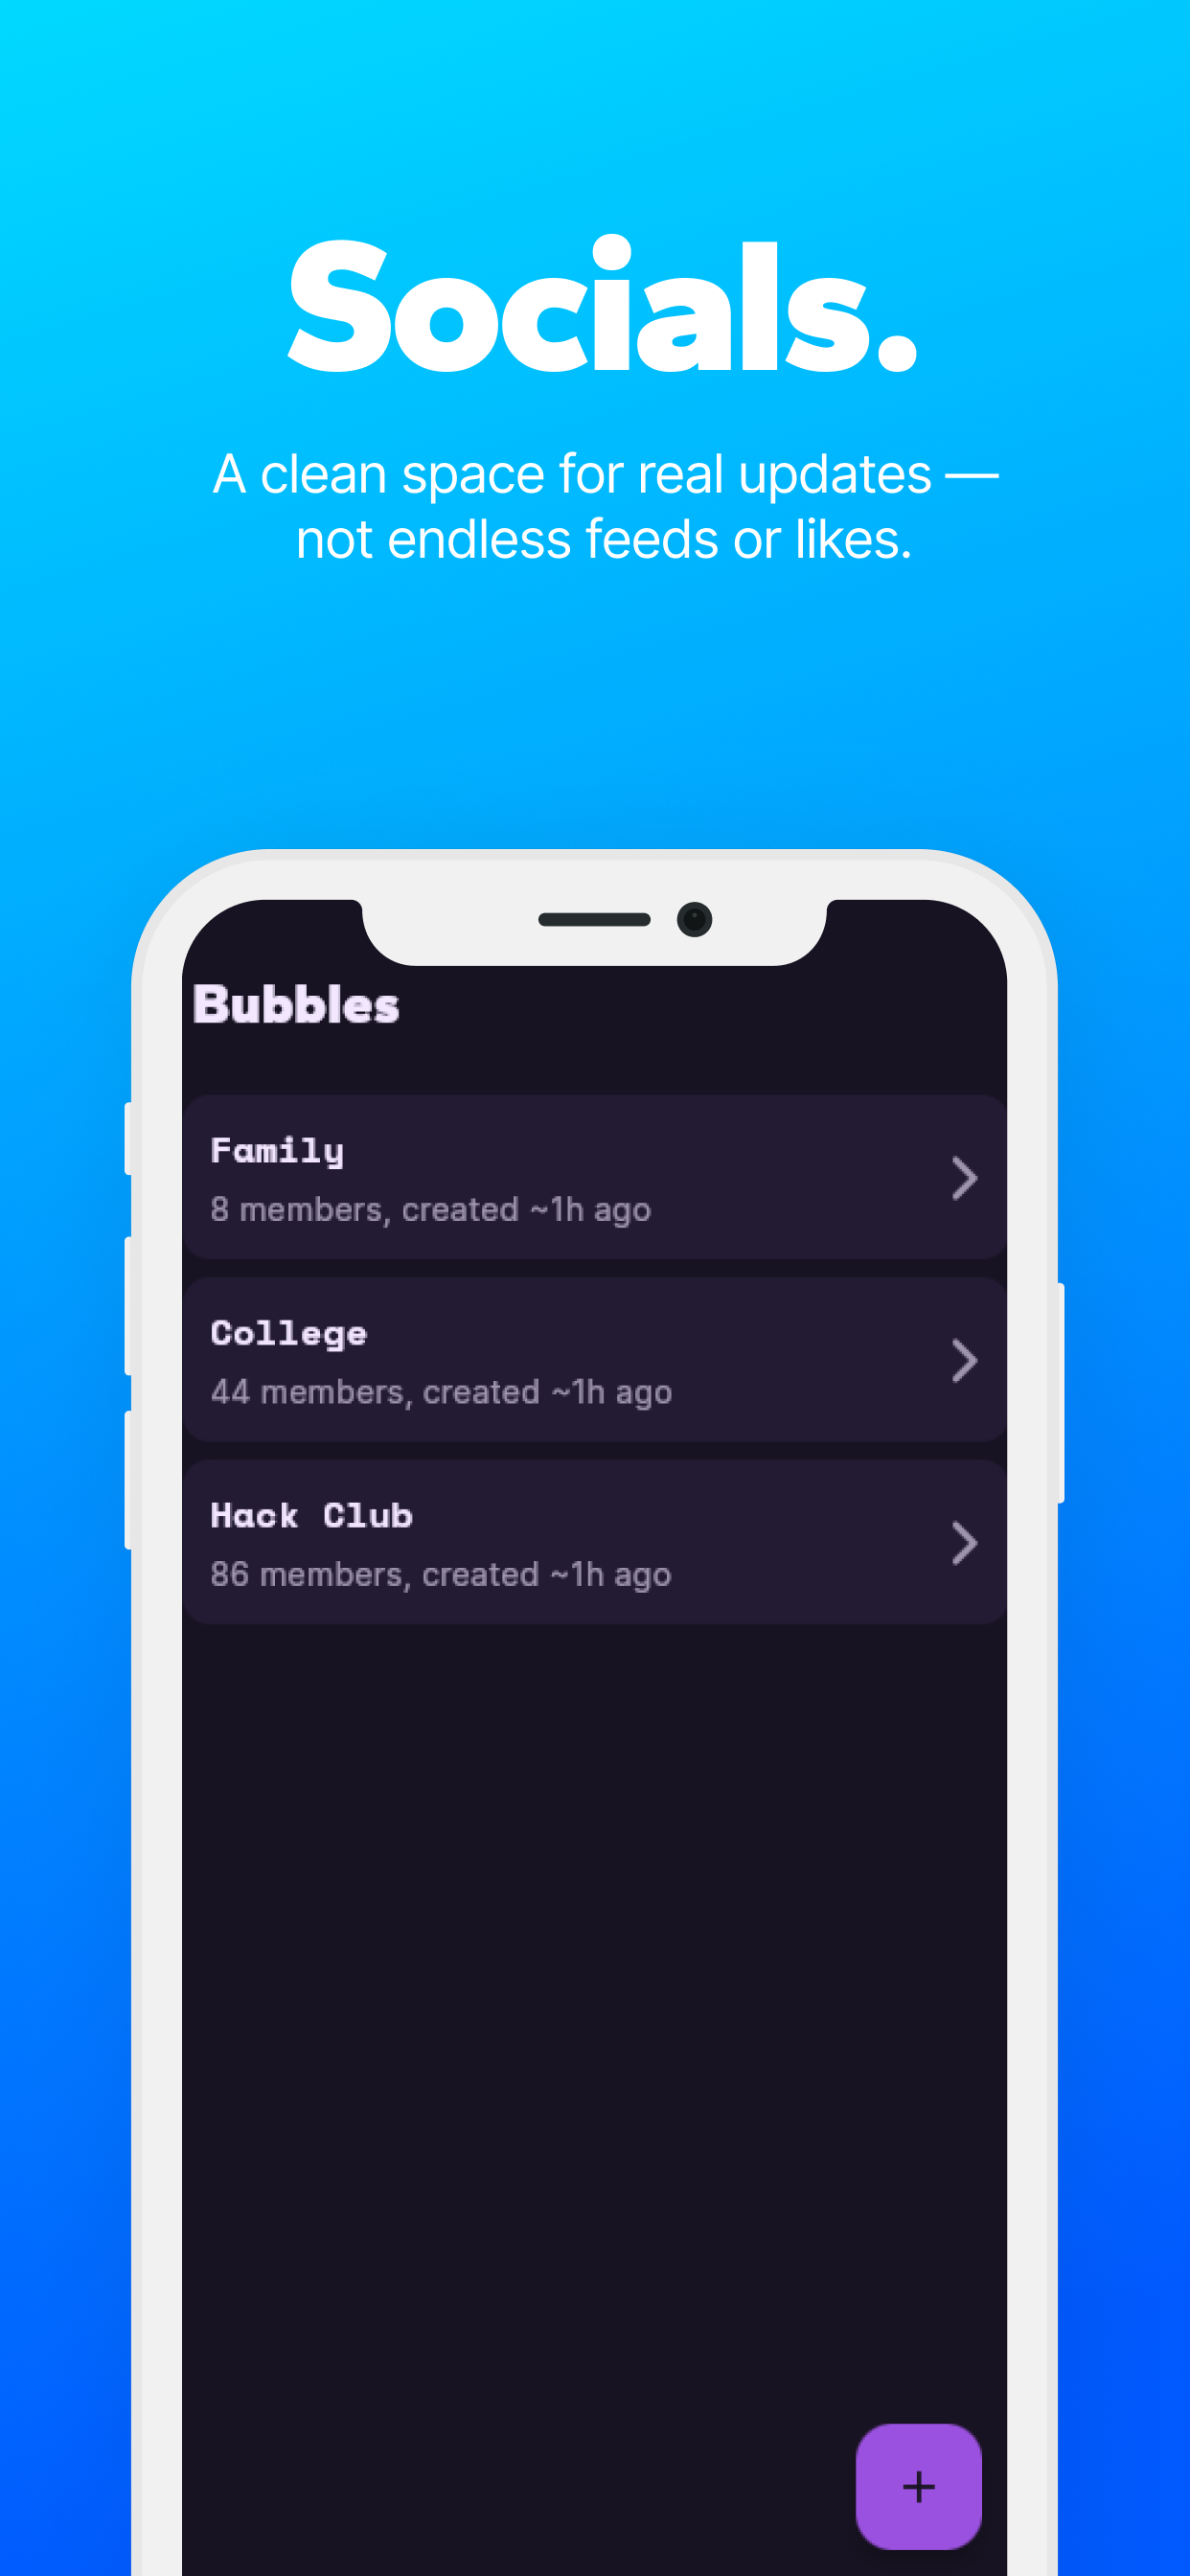 Socials.
A clean space for real updates —
not endless feeds or likes.
Bubbles
Family
8 members, created ~1h ago
College
44 members, created ~1h ago
Hack Club
86 members, created ~1h ago
+